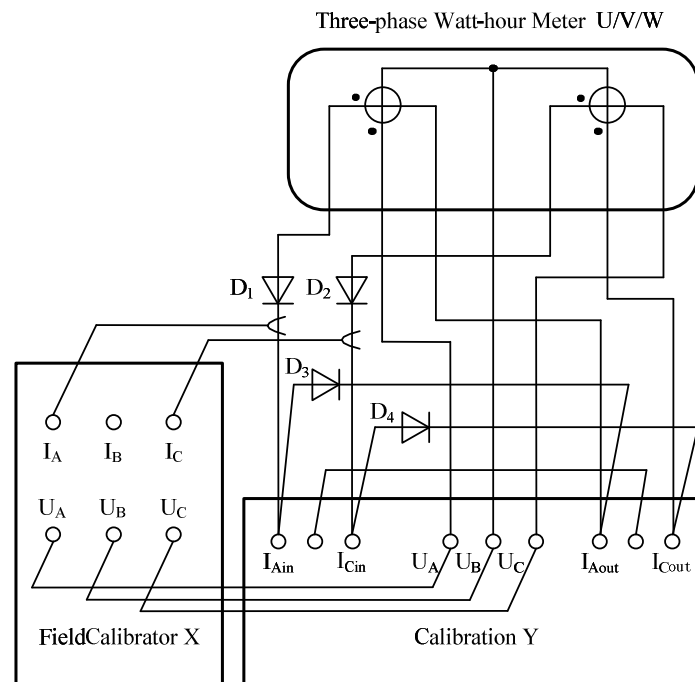 Three-phase Watt-hour Meter U/V/W
D1 D2
D3
D4
IA IB IC
UA UB UC
IAin ICin UA UB UC IAout ICout
FieldCalibrator X
Calibration Y